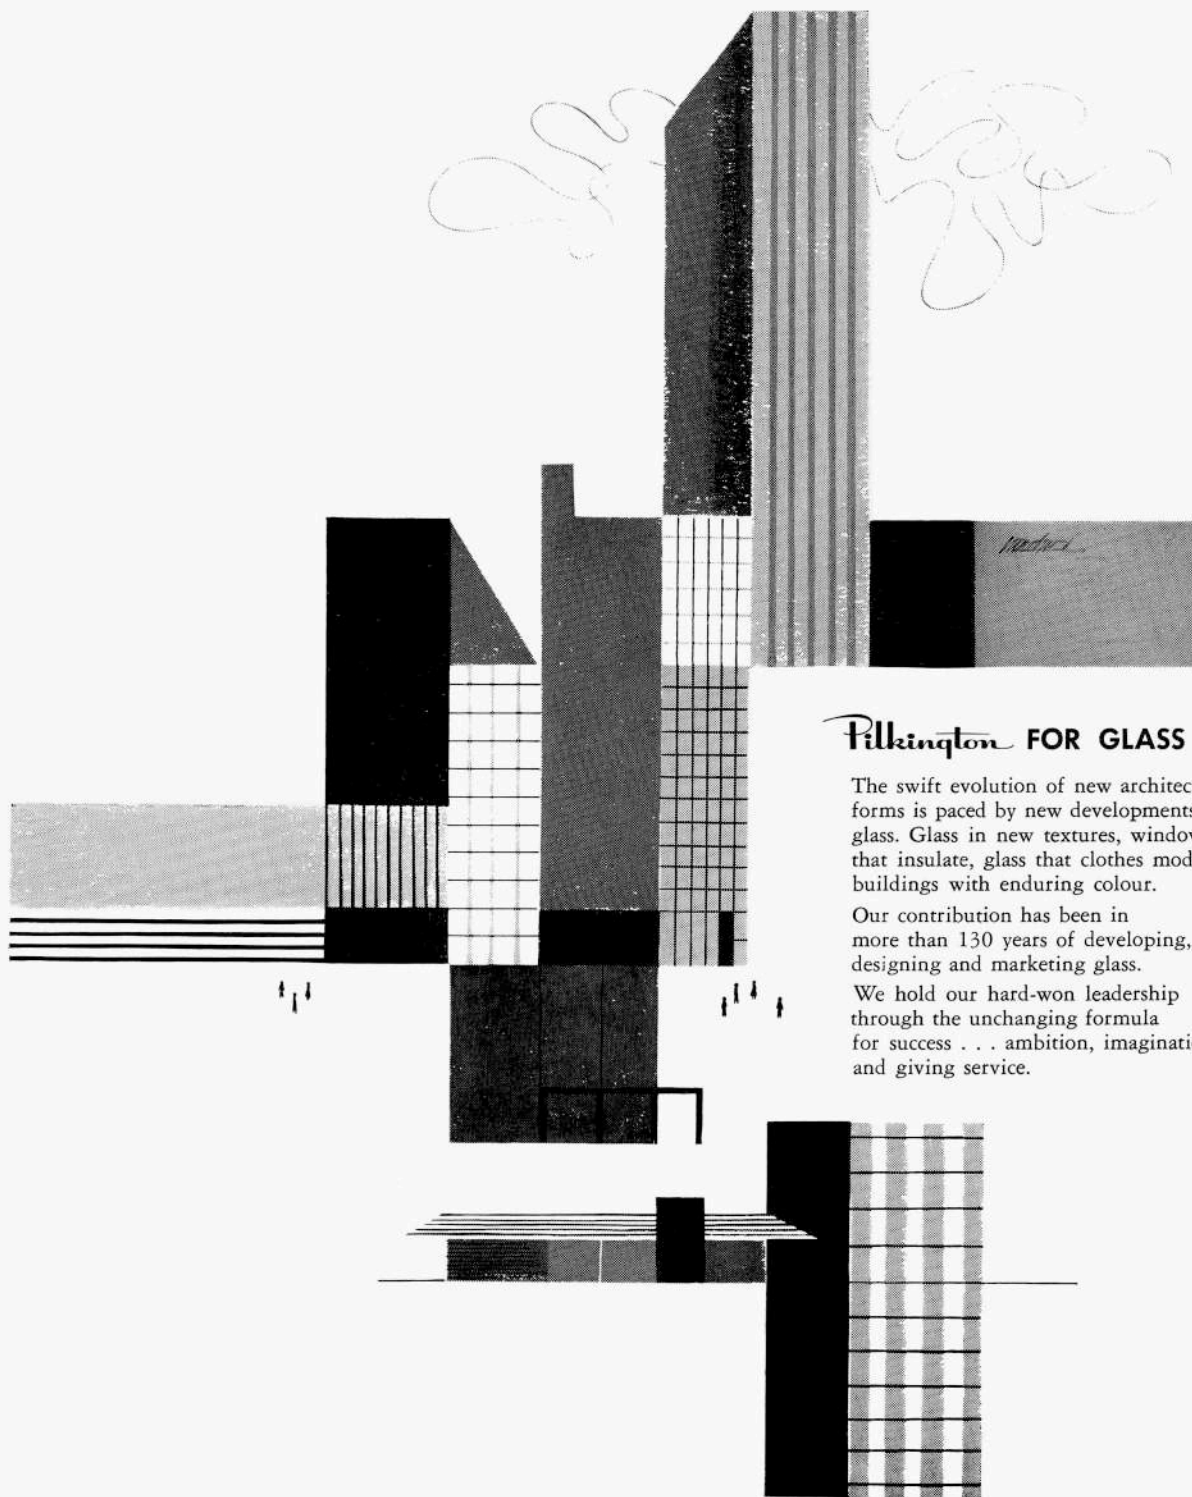 Pilkington FOR GLASS
The swift evolution of new architec
forms is paced by new developments
glass. Glass in new textures, window
that insulate, glass that clothes mod
buildings with enduring colour.
Our contribution has been in
more than 130 years of developing,
designing and marketing glass.
We hold our hard-won leadership
through the unchanging formula
for success . . . ambition, imaginati
and giving service.